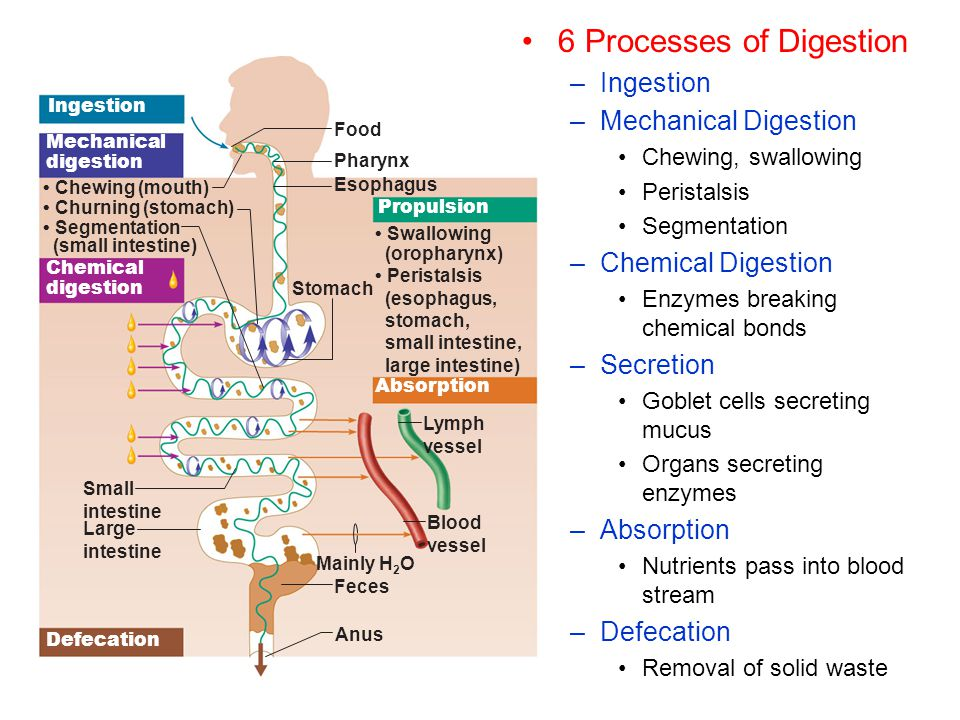 • 6 Processes of Digestion
– Ingestion
– Mechanical Digestion
• Chewing, swallowing
• Peristalsis
• Segmentation
– Chemical Digestion
• Enzymes breaking
chemical bonds
– Secretion
• Goblet cells secreting
mucus
• Organs secreting
enzymes
– Absorption
• Nutrients pass into blood
stream
– Defecation
• Removal of solid waste
Ingestion
Mechanical
digestion
• Chewing (mouth)
• Churning (stomach)
• Segmentation
(small intestine)
Chemical
digestion
Food
Pharynx
Esophagus
Propulsion
• Swallowing
(oropharynx)
• Peristalsis
(esophagus,
stomach,
small intestine,
large intestine)
Stomach
Absorption
Lymph
vessel
Small
intestine
Large
intestine
Blood
vessel
Mainly H₂O
Feces
Anus
Defecation